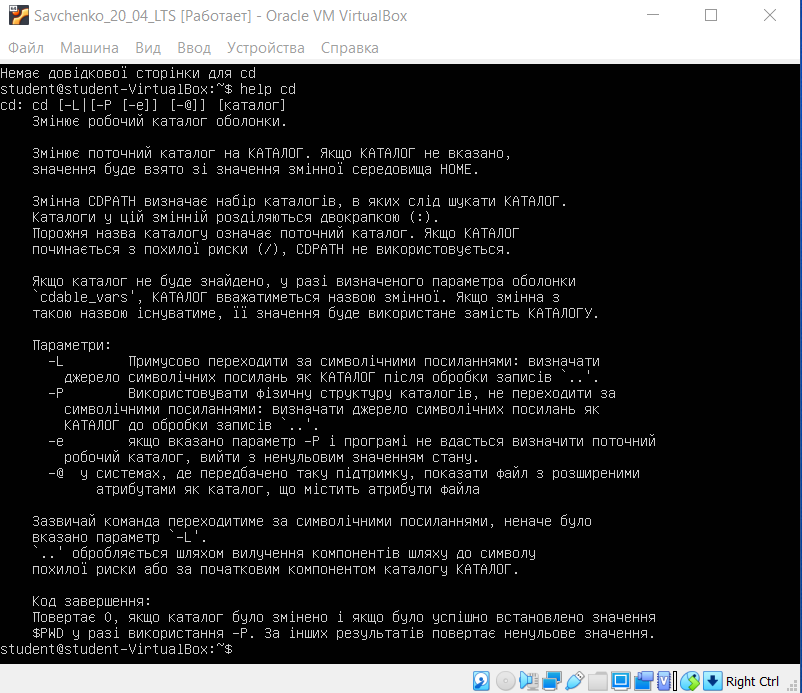 Savchenko_20_04_LTS [Работает] - Oracle VM VirtualBox
Файл Машина Вид Ввод Устройства Справка
Немає довідкової сторінки для cd
student@student-VirtualBox:~$ help cd
cd: cd [-L|[-P [-e]] [-@]] [каталог]
Змінює робочий каталог оболонки.
Змінює поточний каталог на КАТАЛОГ. Якщо КАТАЛОГ не вказано,
значення буде взято зі значення змінної середовища HOME.
Змінна CDPATH визначає набір каталогів, в яких слід шукати КАТАЛОГ.
Каталоги у цій змінній розділяються двокрапкою (:).
Порожня назва каталогу означає поточний каталог. Якщо КАТАЛОГ
починається з похилої риски (/), CDPATH не використовується.
Якщо каталог не буде знайдено, у разі визначеного параметра оболонки
`cdable_vars', КАТАЛОГ вважатиметься назвою змінної. Якщо змінна з
такою назвою існуватиме, її значення буде використане замість КАТАЛОГУ.
Параметри:
-L Примусово переходити за символічними посиланнями: визначати
джерело символічних посилань як КАТАЛОГ після обробки записів `..'.
-P Використовувати фізичну структуру каталогів, не переходити за
символічними посиланнями: визначати джерело символічних посилань як
КАТАЛОГ до обробки записів `..'.
-e якщо вказано параметр -P і програмі не вдасться визначити поточний
робочий каталог, вийти з ненульовим значенням стану.
-@ у системах, де передбачено таку підтримку, показати файл з розширеними
атрибутами як каталог, що містить атрибути файла
Зазвичай команда переходитиме за символічними посиланнями, неначе було
вказано параметр `-L'.
`..' обробляється шляхом вилучення компонентів шляху до символу
похилої риски або за початковим компонентом каталогу КАТАЛОГ.
Код завершення:
Повертає 0, якщо каталог було змінено і якщо було успішно встановлено значення
$PWD у разі використання -P. За інших результатів повертає ненульове значення.
student@student-VirtualBox:~$
Right Ctrl